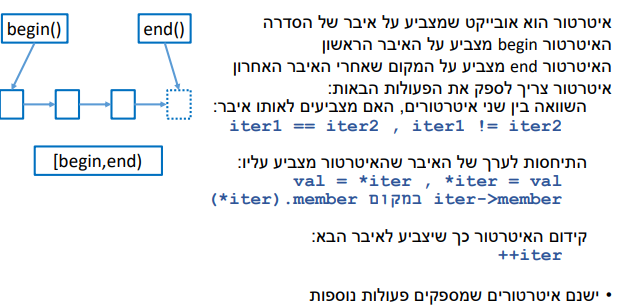 איטרטור הוא אובייקט שמצביע על איבר של הסדרה
האיטרטור begin מצביע על האיבר הראשון
האיטרטור end מצביע על המקום שאחרי האיבר האחרון
איטרטור צריך לספק את הפעולות הבאות:
השוואה בין שני איטרטורים, האם מצביעים לאותו איבר:
iter1 == iter2 , iter1 != iter2
התיחסות לערך של האיבר שהאיטרטור מצביע עליו:
val = *iter , *iter = val
iter->member במקום (*iter).member
קידום האיטרטור כך שיצביע לאיבר הבא:
++iter
• ישנם איטרטורים שמספקים פעולות נוספות
begin()
end()
[begin,end)